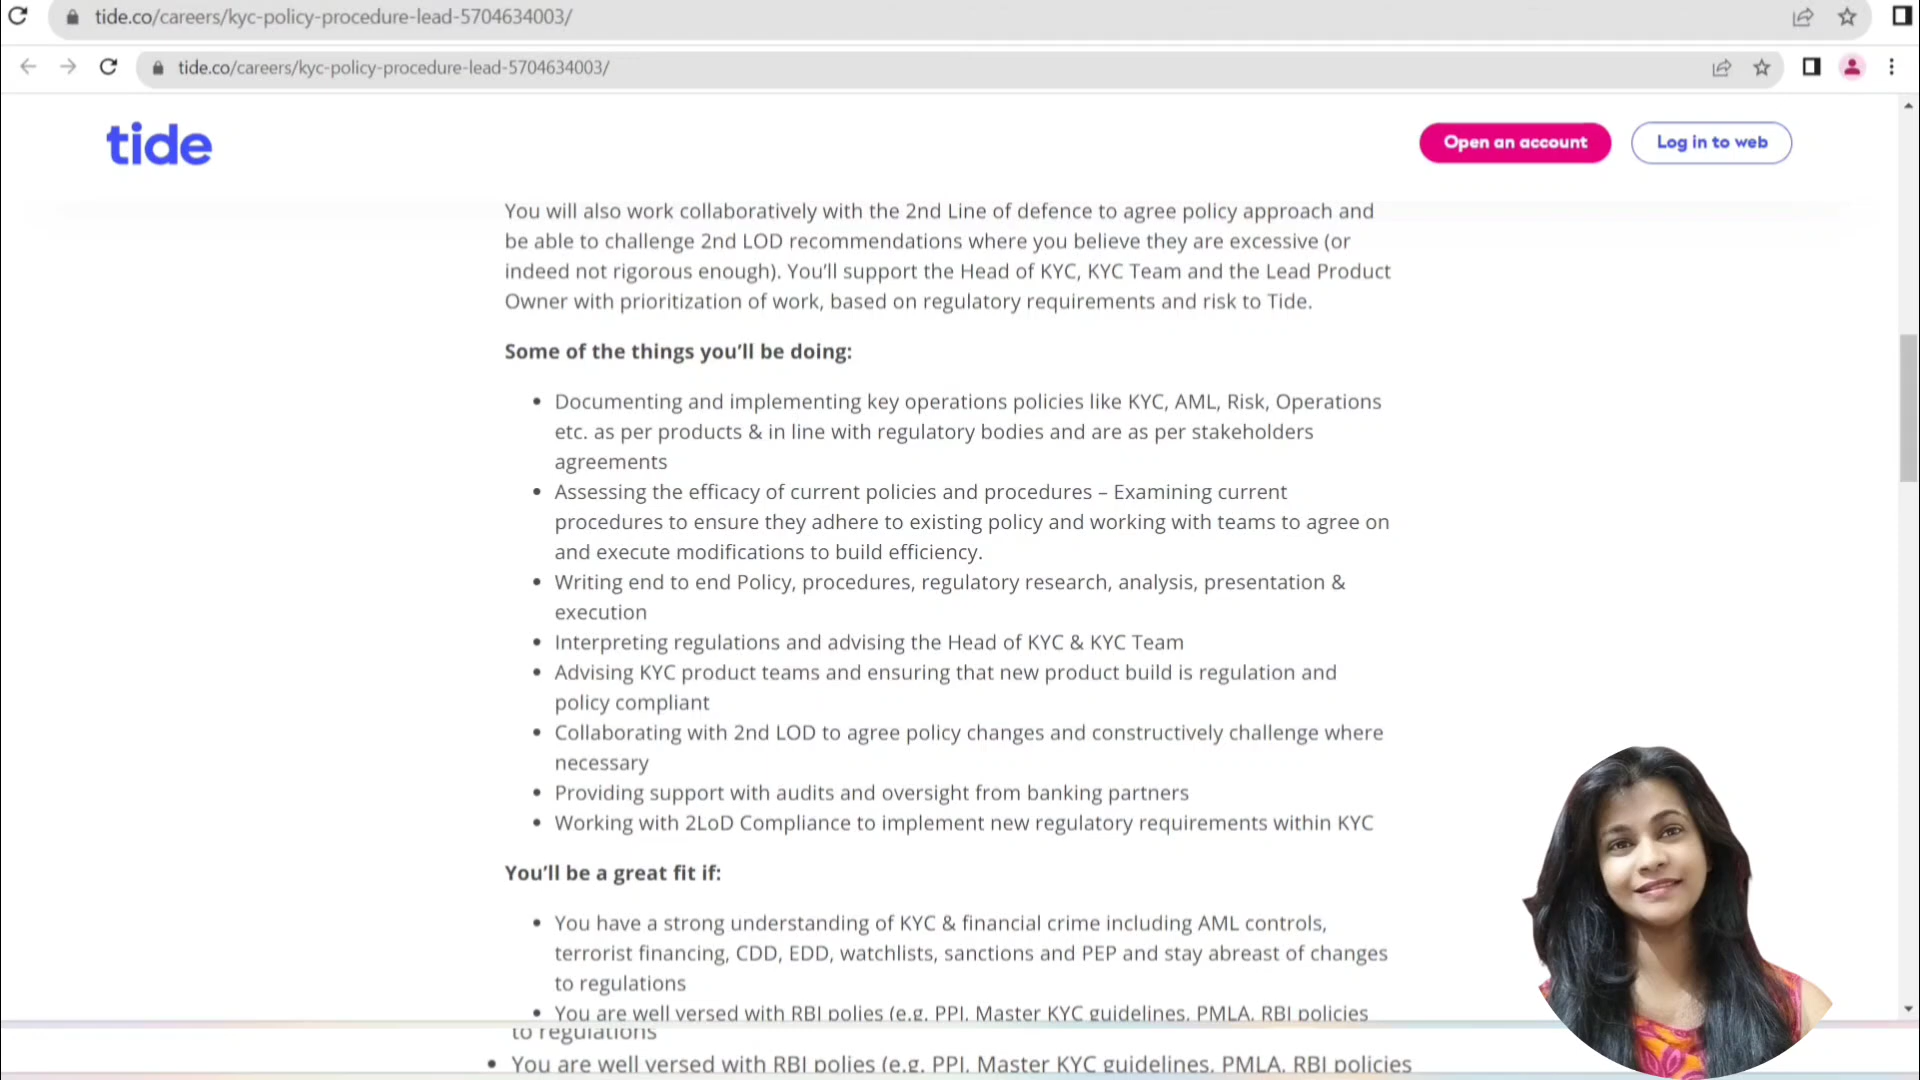 tide.co/careers/kyc-policy-procedure-lead-5704634003/
tide.co/careers/kyc-policy-procedure-lead-5704634003/
tide
Open an account
Log in to web
You will also work collaboratively with the 2nd Line of defence to agree policy approach and
be able to challenge 2nd LOD recommendations where you believe they are excessive (or
indeed not rigorous enough). You’ll support the Head of KYC, KYC Team and the Lead Product
Owner with prioritization of work, based on regulatory requirements and risk to Tide.
Some of the things you’ll be doing:
• Documenting and implementing key operations policies like KYC, AML, Risk, Operations
etc. as per products & in line with regulatory bodies and are as per stakeholders
agreements
• Assessing the efficacy of current policies and procedures – Examining current
procedures to ensure they adhere to existing policy and working with teams to agree on
and execute modifications to build efficiency.
• Writing end to end Policy, procedures, regulatory research, analysis, presentation &
execution
• Interpreting regulations and advising the Head of KYC & KYC Team
• Advising KYC product teams and ensuring that new product build is regulation and
policy compliant
• Collaborating with 2nd LOD to agree policy changes and constructively challenge where
necessary
• Providing support with audits and oversight from banking partners
• Working with 2LoD Compliance to implement new regulatory requirements within KYC
You’ll be a great fit if:
• You have a strong understanding of KYC & financial crime including AML controls,
terrorist financing, CDD, EDD, watchlists, sanctions and PEP and stay abreast of changes
to regulations
• You are well versed with RBI polies (e.g. PPI, Master KYC guidelines, PMLA, RBI policies
to regulations
• You are well versed with RBI polies (e.g. PPI, Master KYC guidelines, PMLA, RBI policies